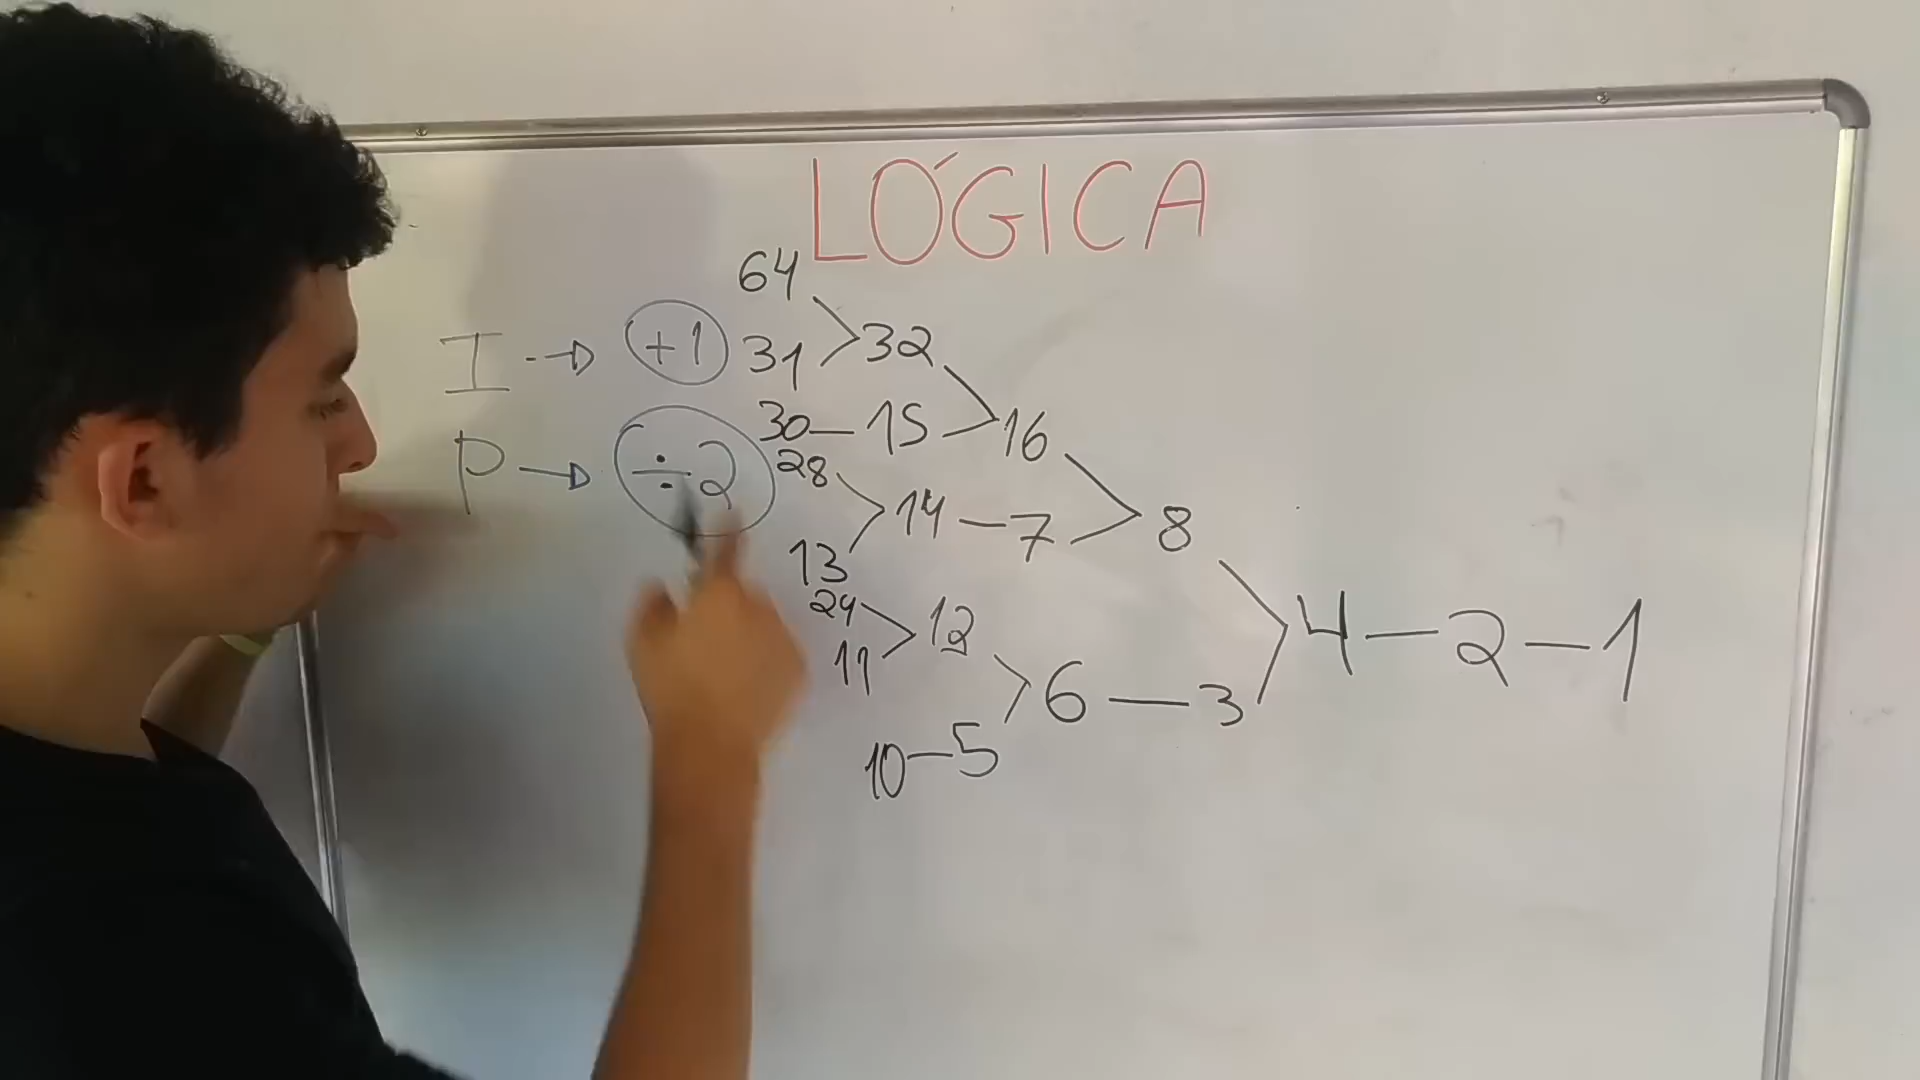 LÓGICA
64
I → +1 31 > 32
30 — 15 > 16
P → ÷2 28
14 — 7 > 8
13
24 > 12
11
4 — 2 — 1
6 — 3
10 — 5